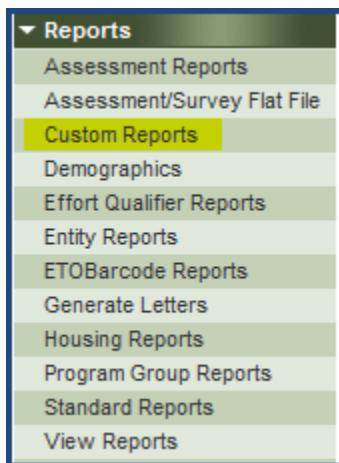 Reports
Assessment Reports
Assessment/Survey Flat File
Custom Reports
Demographics
Effort Qualifier Reports
Entity Reports
ETOBarcode Reports
Generate Letters
Housing Reports
Program Group Reports
Standard Reports
View Reports